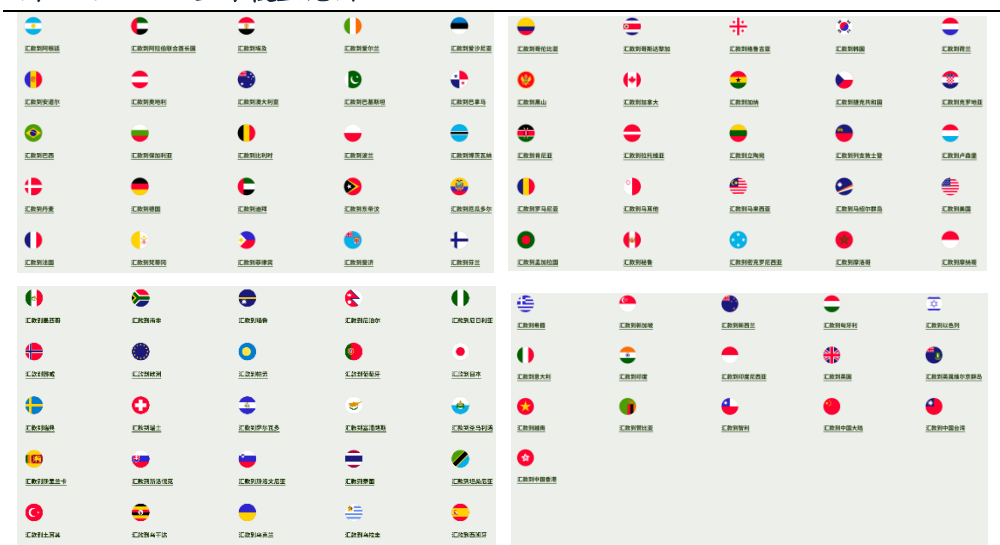 汇款到阿根廷 汇款到阿拉伯联合酋长国 汇款到埃及 汇款到爱尔兰 汇款到爱沙尼亚
汇款到安道尔 汇款到奥地利 汇款到澳大利亚 汇款到巴基斯坦 汇款到巴拿马
汇款到巴西 汇款到保加利亚 汇款到比利时 汇款到波兰 汇款到博茨瓦纳
汇款到丹麦 汇款到德国 汇款到迪拜 汇款到东帝汶 汇款到厄瓜多尔
汇款到法国 汇款到梵蒂冈 汇款到菲律宾 汇款到斐济 汇款到芬兰
汇款到哥伦比亚 汇款到哥斯达黎加 汇款到格鲁吉亚 汇款到韩国 汇款到荷兰
汇款到黑山 汇款到加拿大 汇款到加纳 汇款到捷克共和国 汇款到克罗地亚
汇款到肯尼亚 汇款到拉托维亚 汇款到立陶宛 汇款到列支敦士登 汇款到卢森堡
汇款到罗马尼亚 汇款到马耳他 汇款到马来西亚 汇款到马绍尔群岛 汇款到美国
汇款到孟加拉国 汇款到秘鲁 汇款到密克罗尼西亚 汇款到摩洛哥 汇款到摩纳哥
汇款到墨西哥 汇款到南非 汇款到瑙鲁 汇款到尼泊尔 汇款到尼日利亚
汇款到挪威 汇款到欧洲 汇款到帕劳 汇款到葡萄牙 汇款到日本
汇款到瑞典 汇款到瑞士 汇款到萨尔瓦多 汇款到塞浦路斯 汇款到圣马力诺
汇款到斯里兰卡 汇款到斯洛伐克 汇款到斯洛文尼亚 汇款到泰国 汇款到坦桑尼亚
汇款到土耳其 汇款到乌干达 汇款到乌克兰 汇款到乌拉圭 汇款到西班牙
汇款到希腊 汇款到新加坡 汇款到新西兰 汇款到匈牙利 汇款到以色列
汇款到意大利 汇款到印度 汇款到印度尼西亚 汇款到英国 汇款到英属维尔京群岛
汇款到越南 汇款到赞比亚 汇款到智利 汇款到中国大陆 汇款到中国台湾
汇款到中国香港